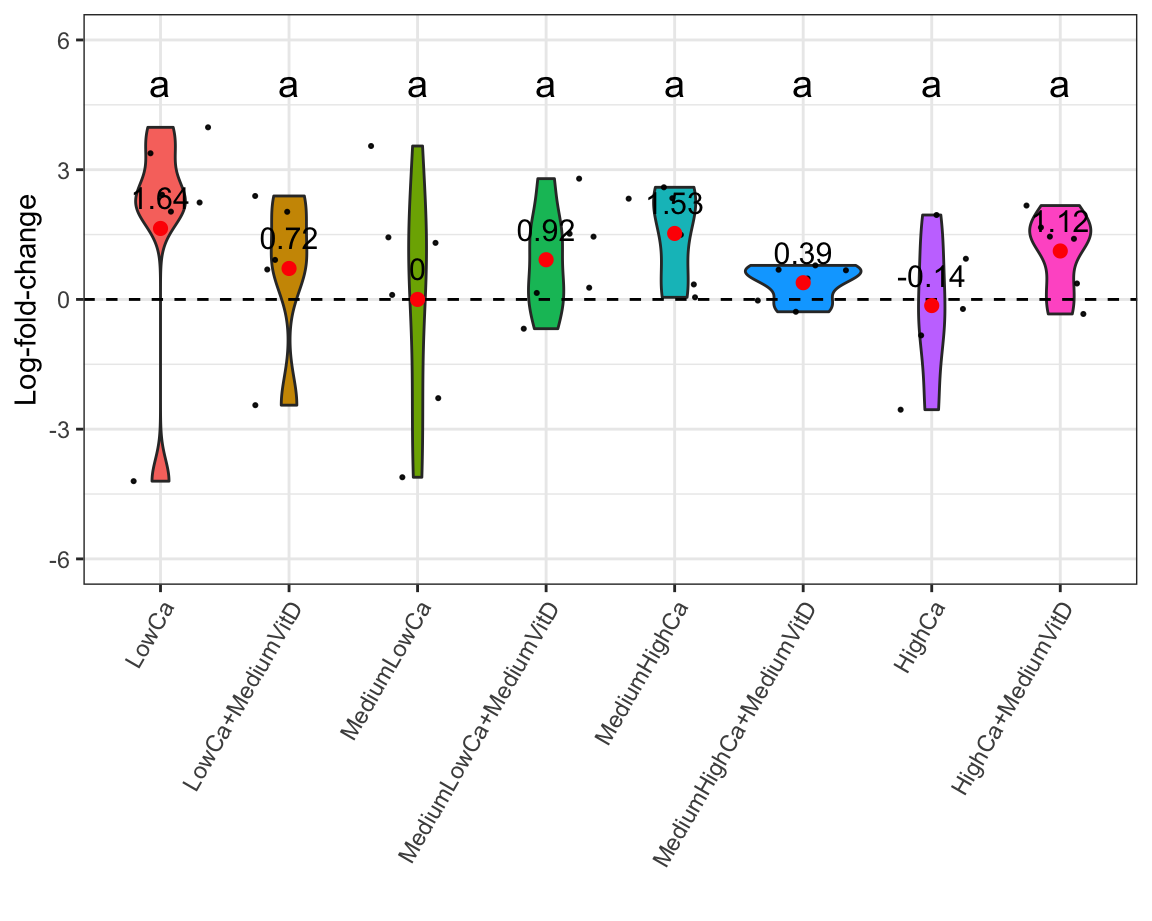 Log-fold-change
6
3
0
-3
-6
a a a a a a a a
1.64 0.72 0 0.92 1.53 0.39 -0.14 1.12
LowCa
LowCa+MediumVitD
MediumLowCa
MediumLowCa+MediumVitD
MediumHighCa
MediumHighCa+MediumVitD
HighCa
HighCa+MediumVitD